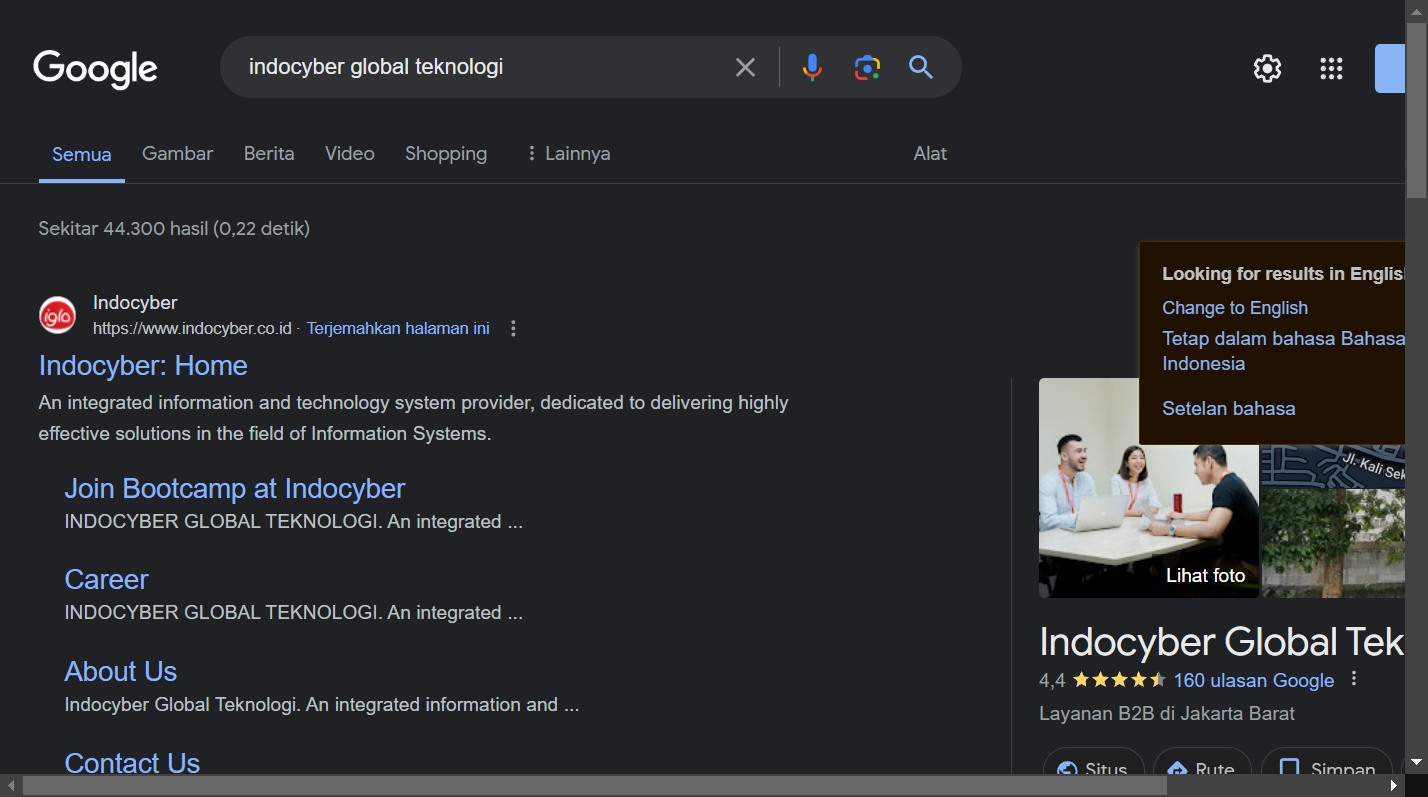 Google
indocyber global teknologi
Semua
Gambar
Berita
Video
Shopping
Lainnya
Alat
Sekitar 44.300 hasil (0,22 detik)
iglo
Indocyber
https://www.indocyber.co.id · Terjemahkan halaman ini
Indocyber: Home
An integrated information and technology system provider, dedicated to delivering highly
effective solutions in the field of Information Systems.
Join Bootcamp at Indocyber
INDOCYBER GLOBAL TEKNOLOGI. An integrated ...
Career
INDOCYBER GLOBAL TEKNOLOGI. An integrated ...
About Us
Indocyber Global Teknologi. An integrated information and ...
Contact Us
Looking for results in Englis
Change to English
Tetap dalam bahasa Bahasa
Indonesia
Setelan bahasa
Jl. Kali Sek
Lihat foto
Indocyber Global Tek
4,4
160 ulasan Google
Layanan B2B di Jakarta Barat
Situs
Rute
Simpan